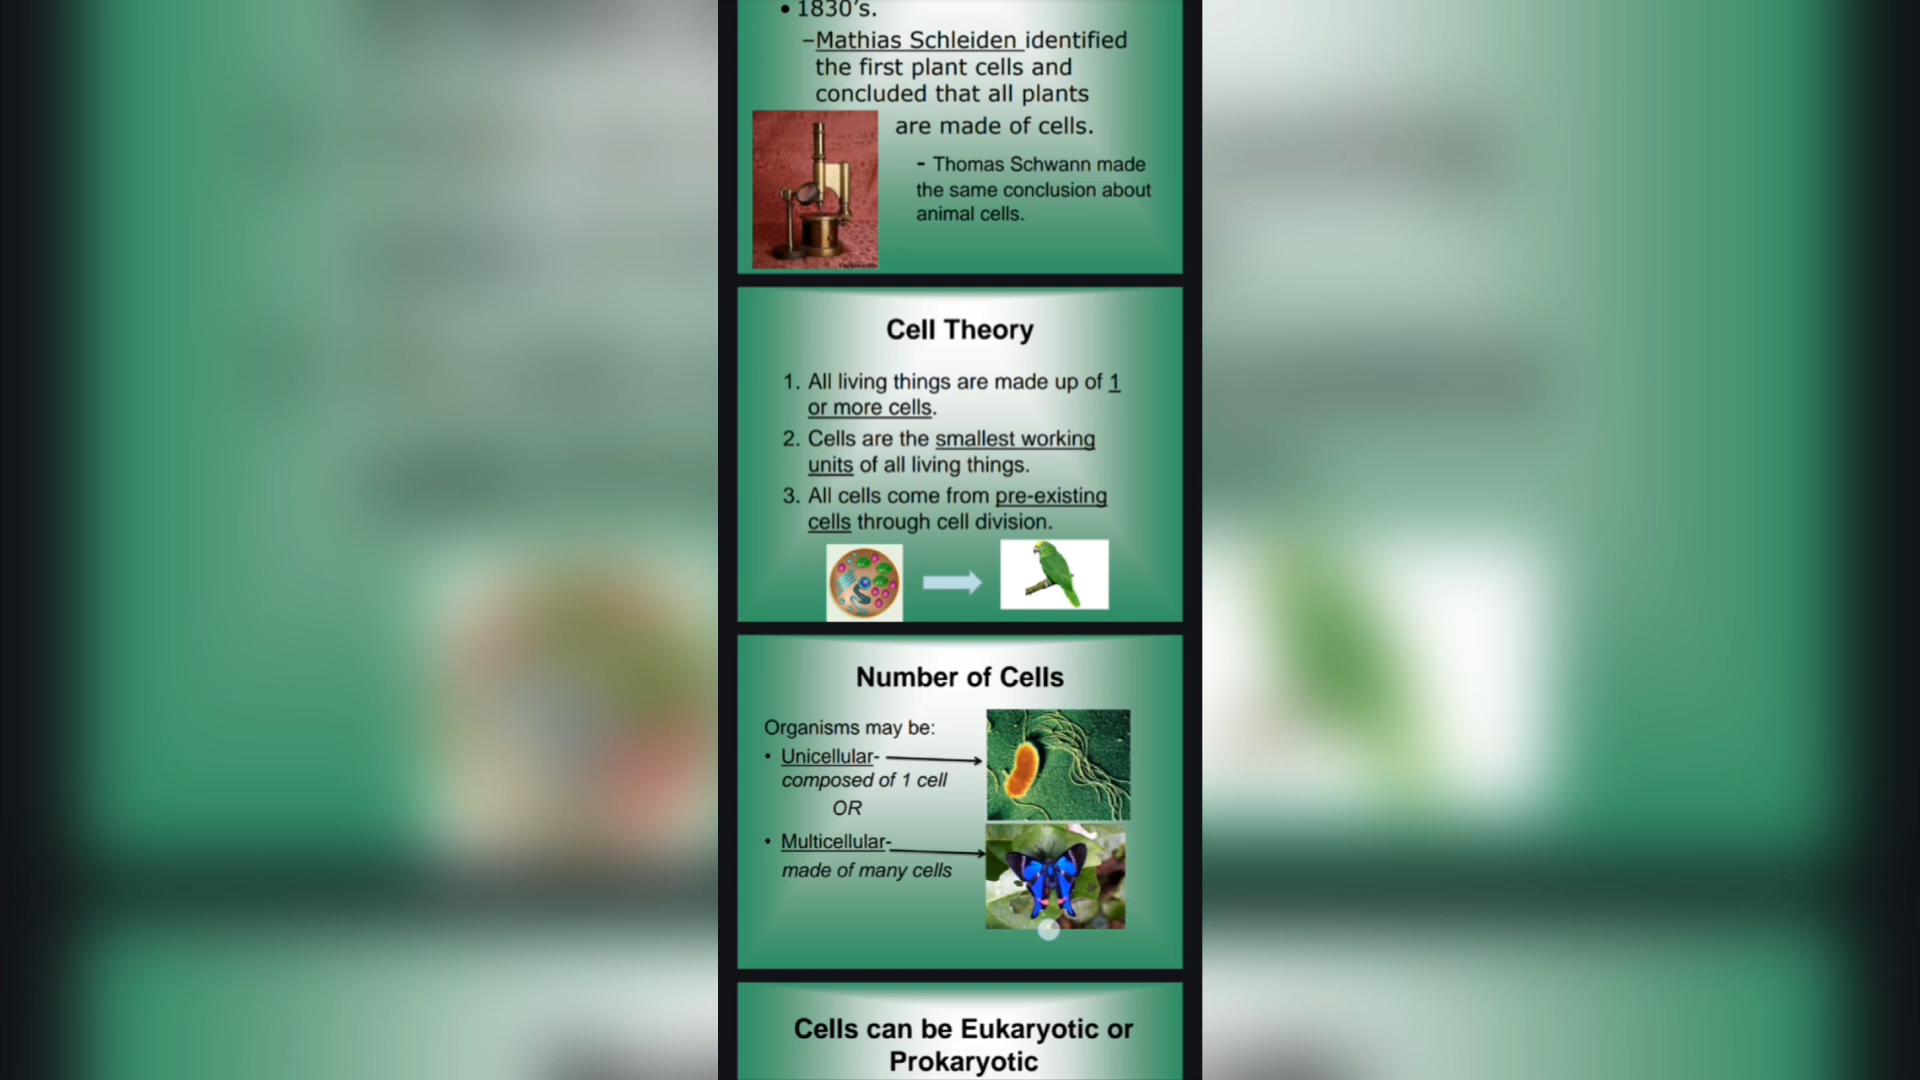 • 1830's.
–Mathias Schleiden identified
the first plant cells and
concluded that all plants
are made of cells.
- Thomas Schwann made
the same conclusion about
animal cells.
Cell Theory
1. All living things are made up of 1
or more cells.
2. Cells are the smallest working
units of all living things.
3. All cells come from pre-existing
cells through cell division.
Number of Cells
Organisms may be:
• Unicellular-
composed of 1 cell
OR
• Multicellular-
made of many cells
Cells can be Eukaryotic or
Prokaryotic